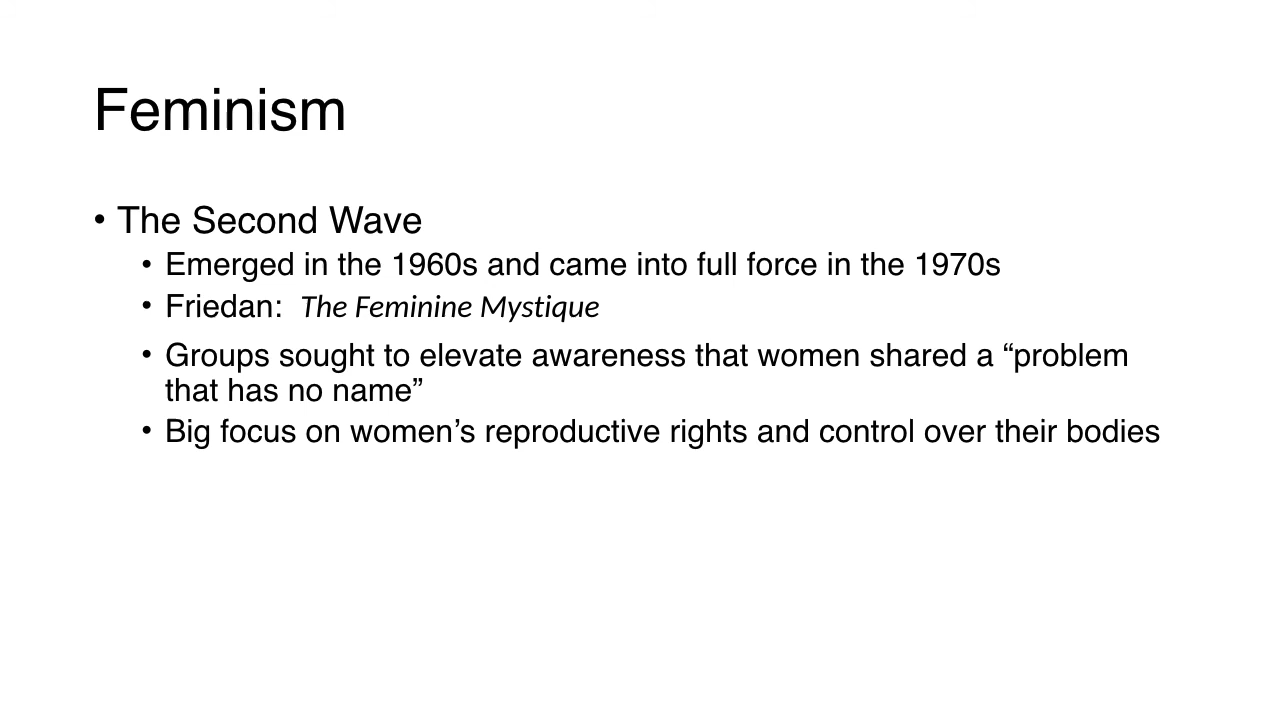 Feminism
• The Second Wave
• Emerged in the 1960s and came into full force in the 1970s
• Friedan:  The Feminine Mystique
• Groups sought to elevate awareness that women shared a “problem
that has no name”
• Big focus on women’s reproductive rights and control over their bodies